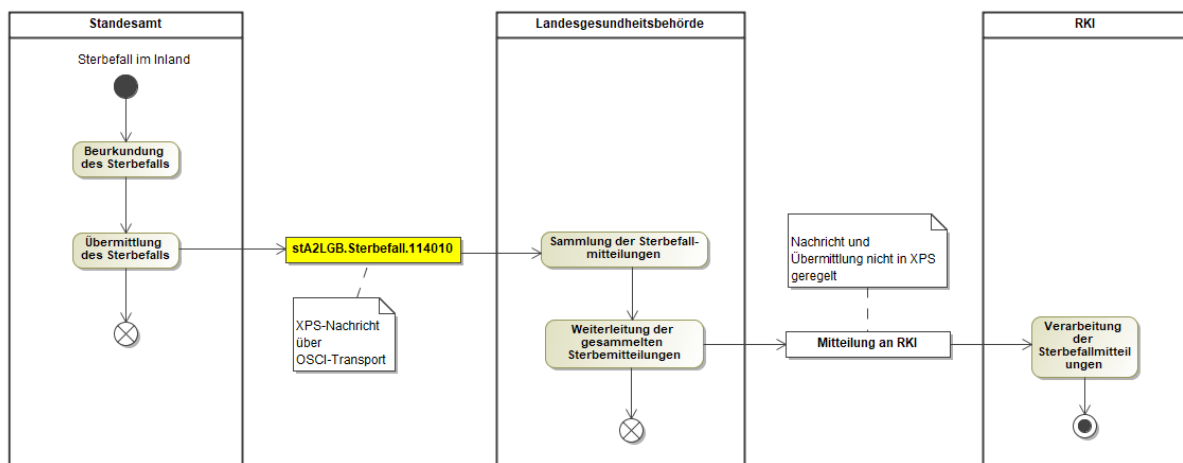 Standesamt
Landesgesundheitsbehörde
RKI
Sterbefall im Inland
Beurkundung
des Sterbefalls
Übermittlung
des Sterbefalls
stA2LGB.Sterbefall.114010
XPS-Nachricht
über
OSCI-Transport
Sammlung der Sterbefall-
mitteilungen
Weiterleitung der
gesammelten
Sterbemitteilungen
Nachricht und
Übermittlung nicht in XPS
geregelt
Mitteilung an RKI
Verarbeitung
der
Sterbefallmitteil
ungen